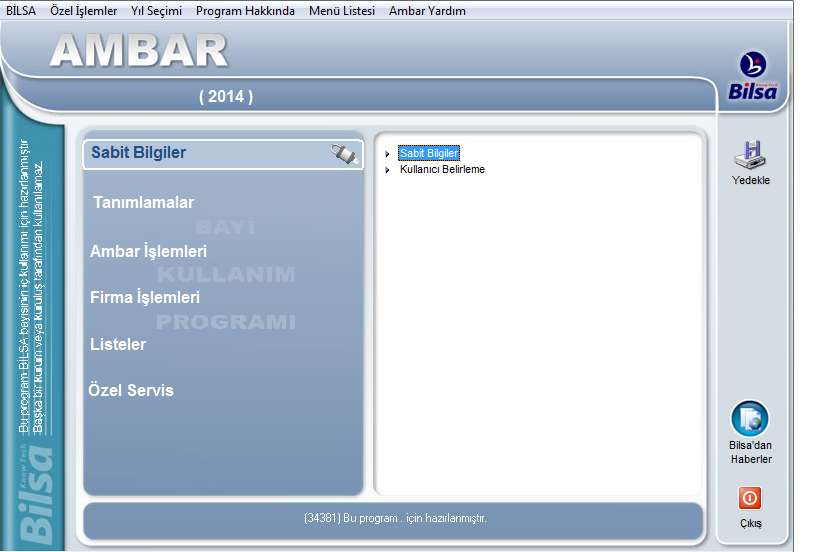 BİLSA Özel İşlemler Yıl Seçimi Program Hakkında Menü Listesi Ambar Yardım
AMBAR
( 2014 )
Bilsa
Know Tech
Bu program BİLSA bayisinin iç kullanımı için hazırlanmıştır
Başka bir kurum veya kuruluş tarafından kullanılamaz.
Bilsa
Know Tech
Sabit Bilgiler
Tanımlamalar
BAYİ
Ambar İşlemleri
KULLANIM
Firma İşlemleri
PROGRAMI
Listeler
Özel Servis
Sabit Bilgiler
Kullanıcı Belirleme
Yedekle
Bilsa'dan
Haberler
Çıkış
(34381) Bu program . için hazırlanmıştır.